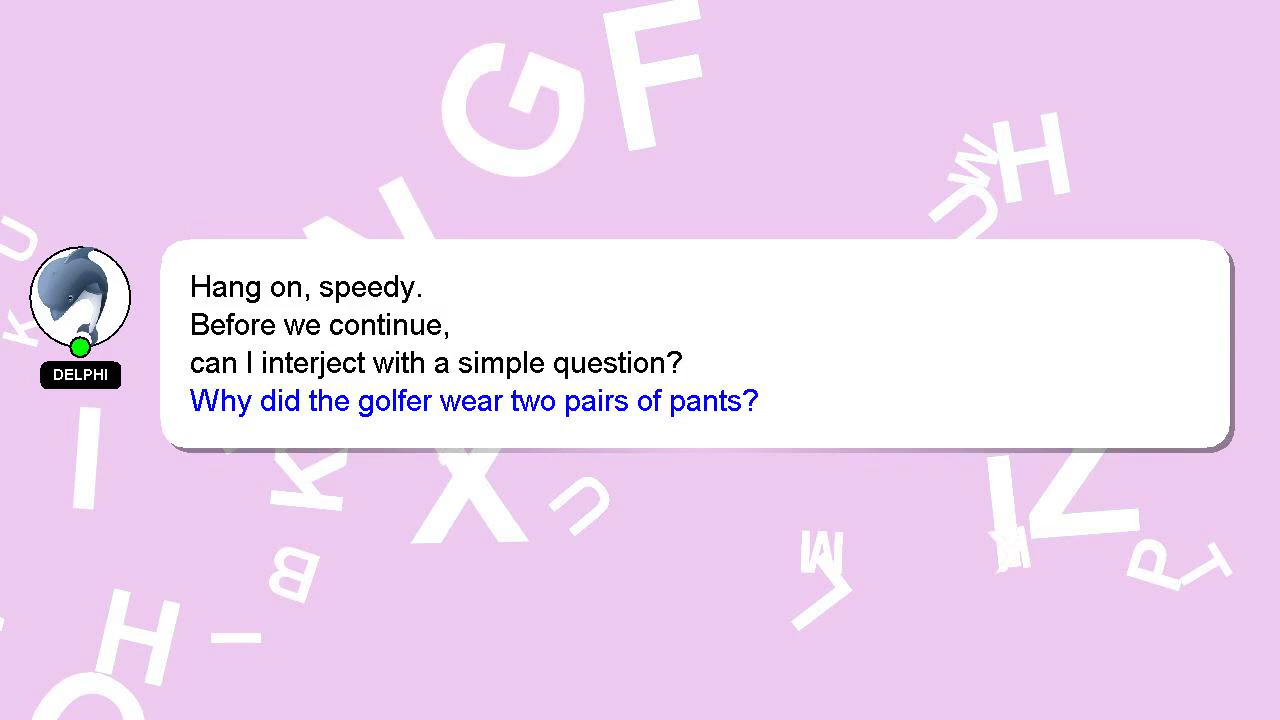 Hang on, speedy.
Before we continue,
can I interject with a simple question?
Why did the golfer wear two pairs of pants?
DELPHI
G
F
N
W
H
U
U
K
I
K
X
U
I
Z
B
M
K
P
T
L
H
I
O